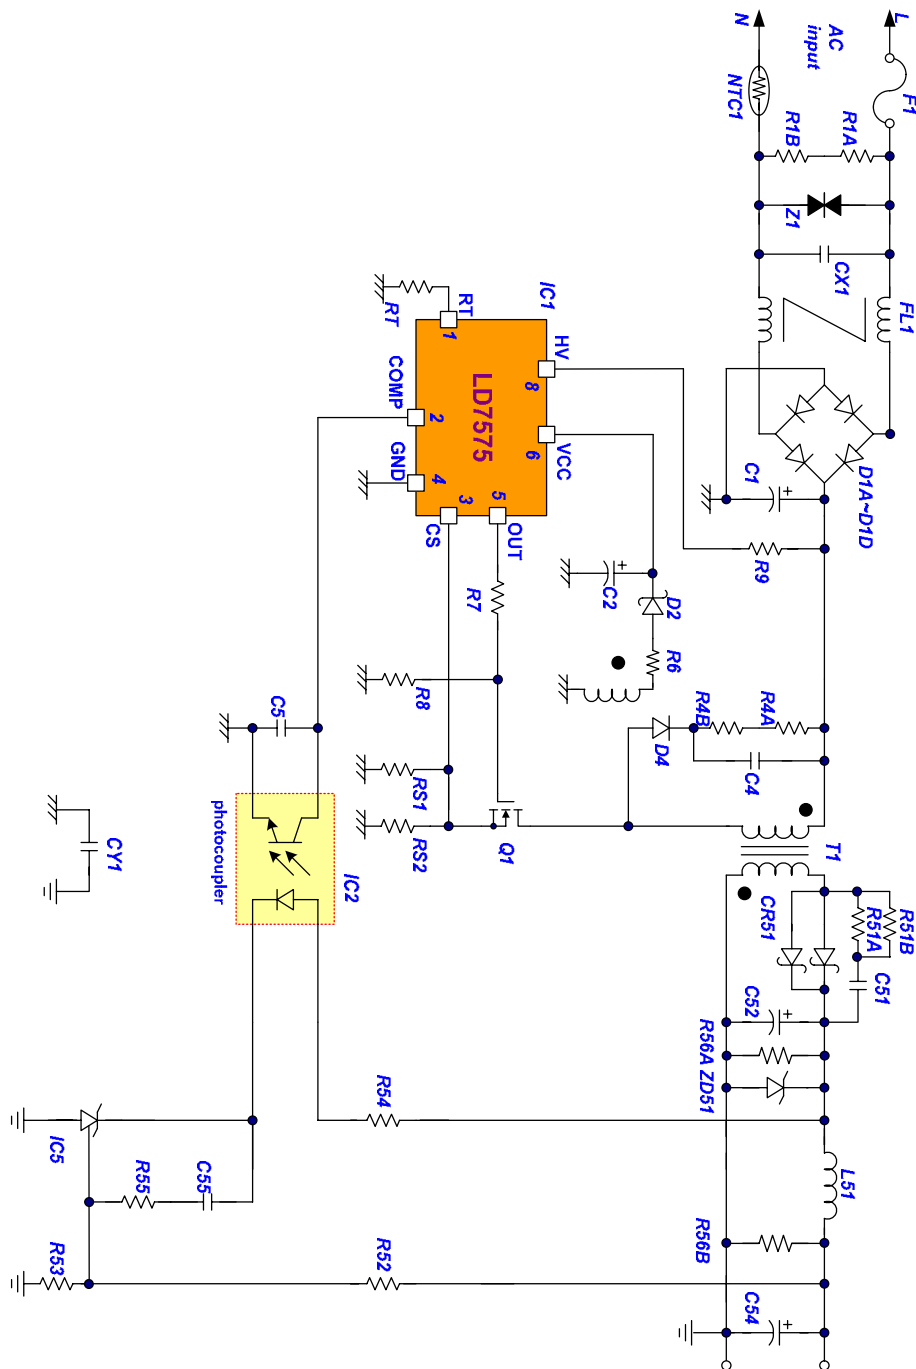 L
AC
input
N
F1
NTC1
R1A
R1B
Z1
CX1
FL1
D1A~D1D
C1
R9
R4A
R4B
C4
D4
T1
R51B
R51A
C51
CR51
C52
R56A
ZD51
L51
R56B
C54
IC1
LD7575
HV
8
VCC
6
RT
1
RT
COMP
2
GND
4
CS
3
OUT
5
C2
D2
R6
R7
R8
RS1
RS2
Q1
C5
IC2
photocoupler
CY1
R54
IC5
R55
C55
R53
R52